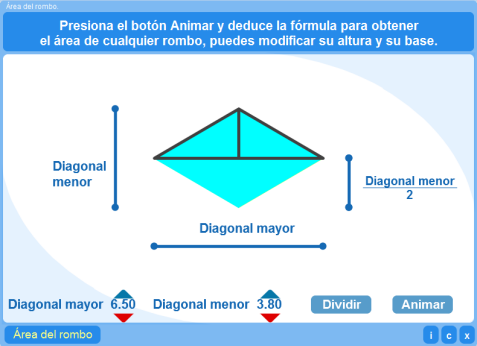 Área del rombo.
Presiona el botón Animar y deduce la fórmula para obtener
el área de cualquier rombo, puedes modificar su altura y su base.
Diagonal
menor
Diagonal menor
2
Diagonal mayor
Diagonal mayor 6.50 Diagonal menor 3.80 Dividir Animar
Área del rombo i c x